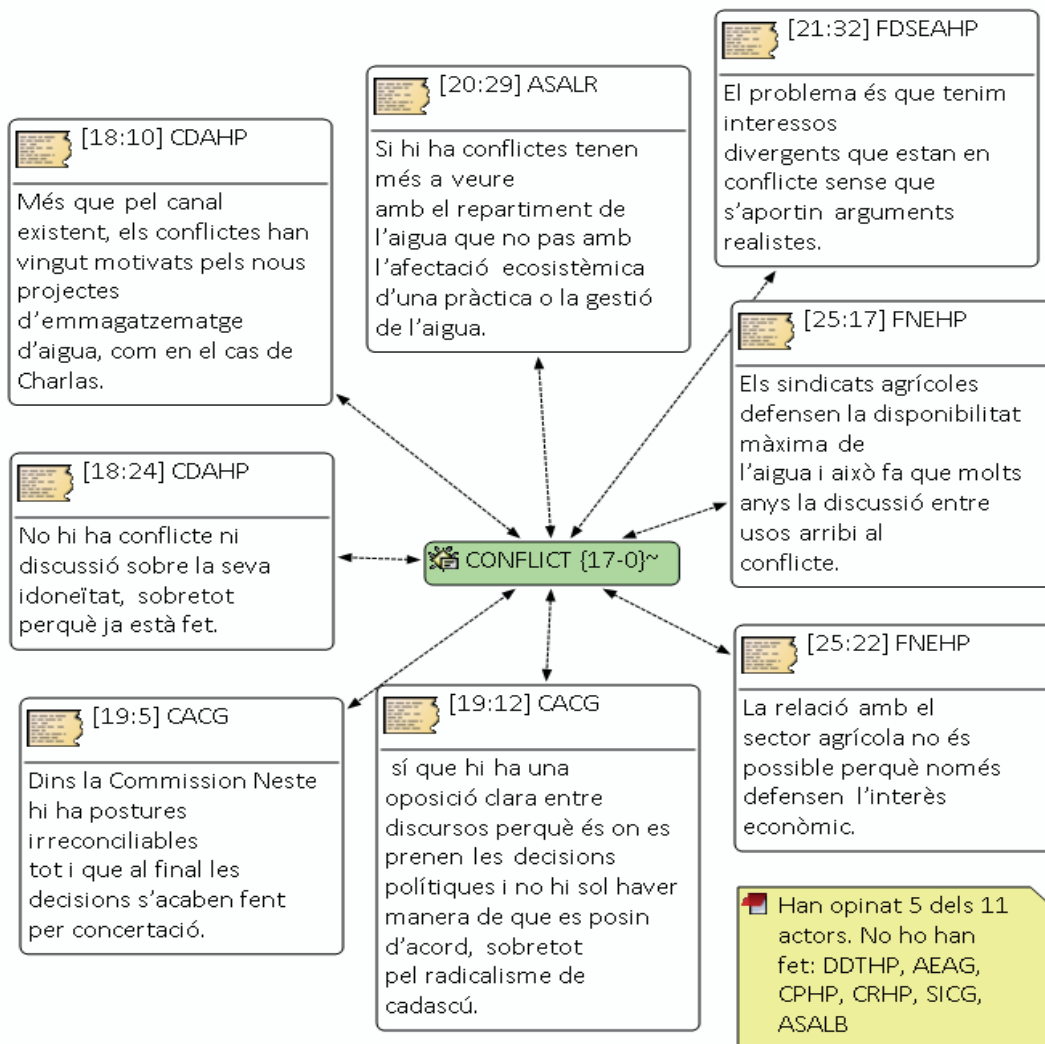 [18:10] CDAHP
Més que pel canal
existent, els conflictes han
vingut motivats pels nous
projectes
d'emmagatzematge
d'aigua, com en el cas de
Charlas.
[20:29] ASALR
Si hi ha conflictes tenen
més a veure
amb el repartiment de
l'aigua que no pas amb
l'afectació ecosistèmica
d'una pràctica o la gestió
de l'aigua.
[21:32] FDSEAHP
El problema és que tenim
interessos
divergents que estan en
conflicte sense que
s'aportin arguments
realistes.
[25:17] FNEHP
Els sindicats agrícoles
defensen la disponibilitat
màxima de
l'aigua i això fa que molts
anys la discussió entre
usos arribi al
conflicte.
[18:24] CDAHP
No hi ha conflicte ni
discussió sobre la seva
idoneïtat, sobretot
perquè ja està fet.
CONFLICT {17-0}~
[19:5] CACG
Dins la Commission Neste
hi ha postures
irreconciliables
tot i que al final les
decisions s'acaben fent
per concertació.
[19:12] CACG
sí que hi ha una
oposició clara entre
discursos perquè és on es
prenen les decisions
polítiques i no hi sol haver
manera de que es posin
d'acord, sobretot
pel radicalisme de
cadascú.
[25:22] FNEHP
La relació amb el
sector agrícola no és
possible perquè només
defensen l'interès
econòmic.
Han opinat 5 dels 11
actors. No ho han
fet: DDTHP, AEAG,
CPHP, CRHP, SICG,
ASALB